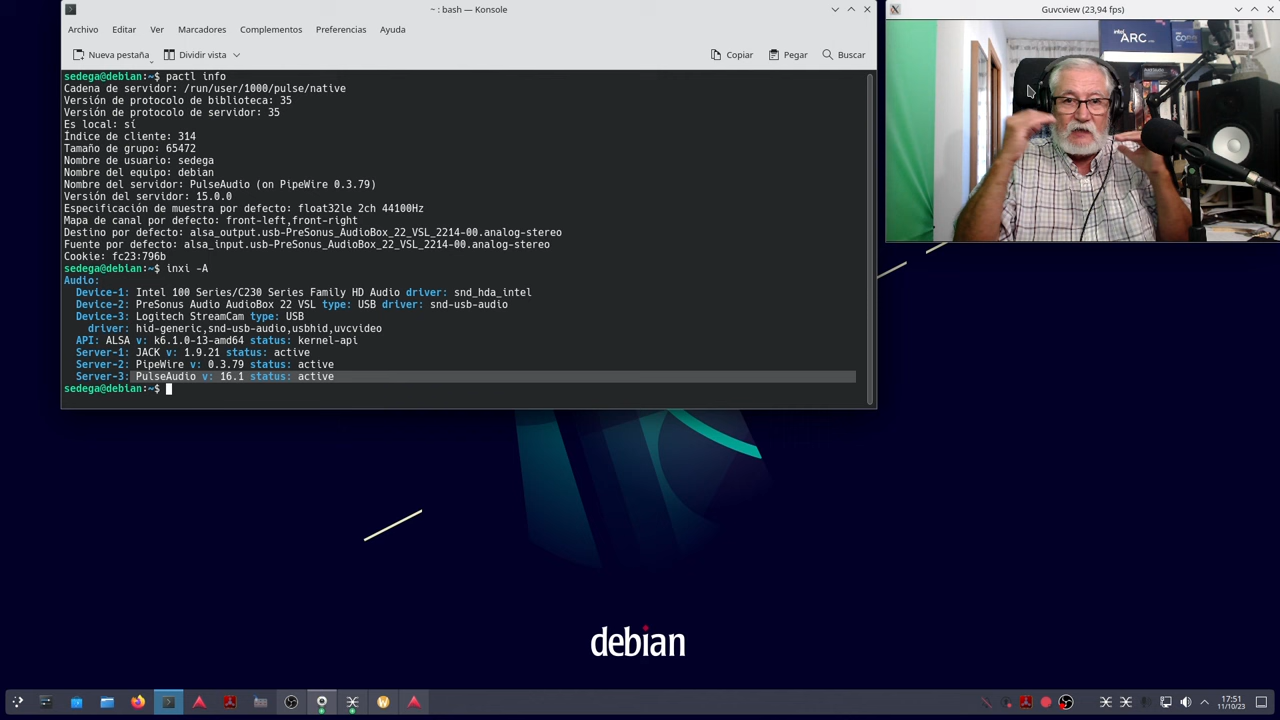 ~ : bash — Konsole
Archivo Editar Ver Marcadores Complementos Preferencias Ayuda
Nueva pestaña Dividir vista Copiar Pegar Buscar
sedega@debian:~$ pactl info
Cadena de servidor: /run/user/1000/pulse/native
Versión de protocolo de biblioteca: 35
Versión de protocolo de servidor: 35
Es local: sí
Índice de cliente: 314
Tamaño de grupo: 65472
Nombre de usuario: sedega
Nombre del equipo: debian
Nombre del servidor: PulseAudio (on PipeWire 0.3.79)
Versión del servidor: 15.0.0
Especificación de muestra por defecto: float32le 2ch 44100Hz
Mapa de canal por defecto: front-left,front-right
Destino por defecto: alsa_output.usb-PreSonus_AudioBox_22_VSL_2214-00.analog-stereo
Fuente por defecto: alsa_input.usb-PreSonus_AudioBox_22_VSL_2214-00.analog-stereo
Cookie: fc23:796b
sedega@debian:~$ inxi -A
Audio:
Device-1: Intel 100 Series/C230 Series Family HD Audio driver: snd_hda_intel
Device-2: PreSonus Audio AudioBox 22 VSL type: USB driver: snd-usb-audio
Device-3: Logitech StreamCam type: USB
driver: hid-generic,snd-usb-audio,usbhid,uvcvideo
API: ALSA v: k6.1.0-13-amd64 status: kernel-api
Server-1: JACK v: 1.9.21 status: active
Server-2: PipeWire v: 0.3.79 status: active
Server-3: PulseAudio v: 16.1 status: active
sedega@debian:~$
Guvcview (23,94 fps)
intel
ARC
debian
17:51
11/10/23